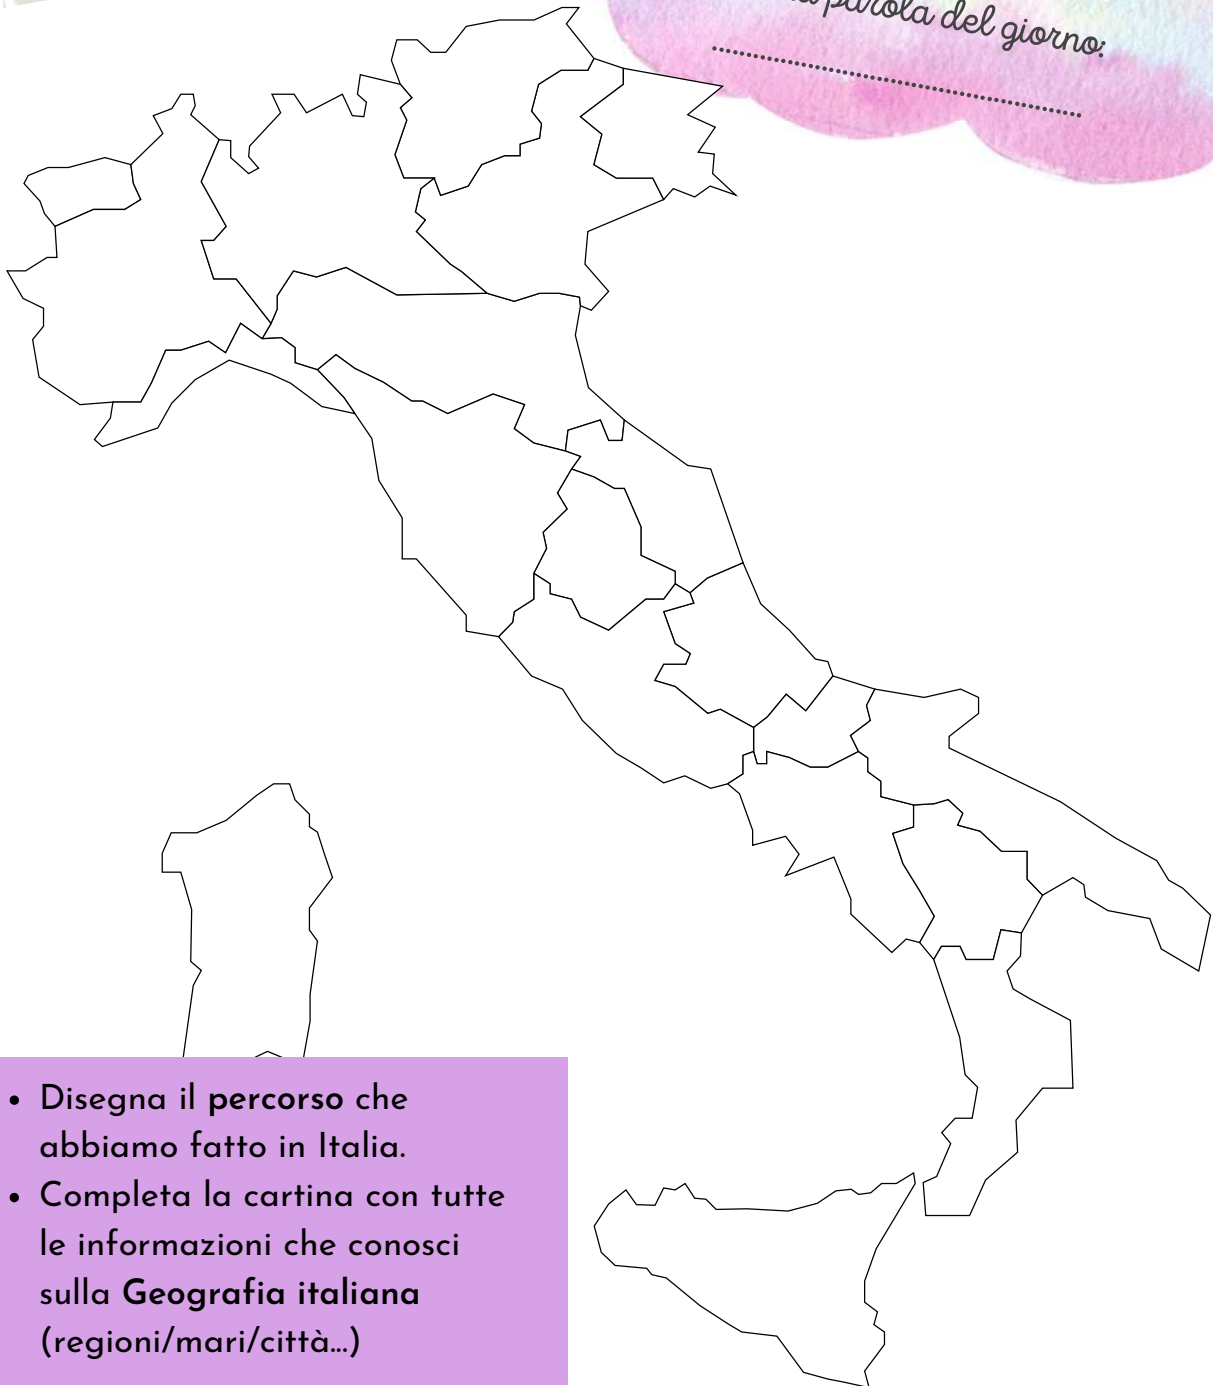 parola del giorno:
• Disegna il percorso che
abbiamo fatto in Italia.
• Completa la cartina con tutte
le informazioni che conosci
sulla Geografia italiana
(regioni/mari/città...)